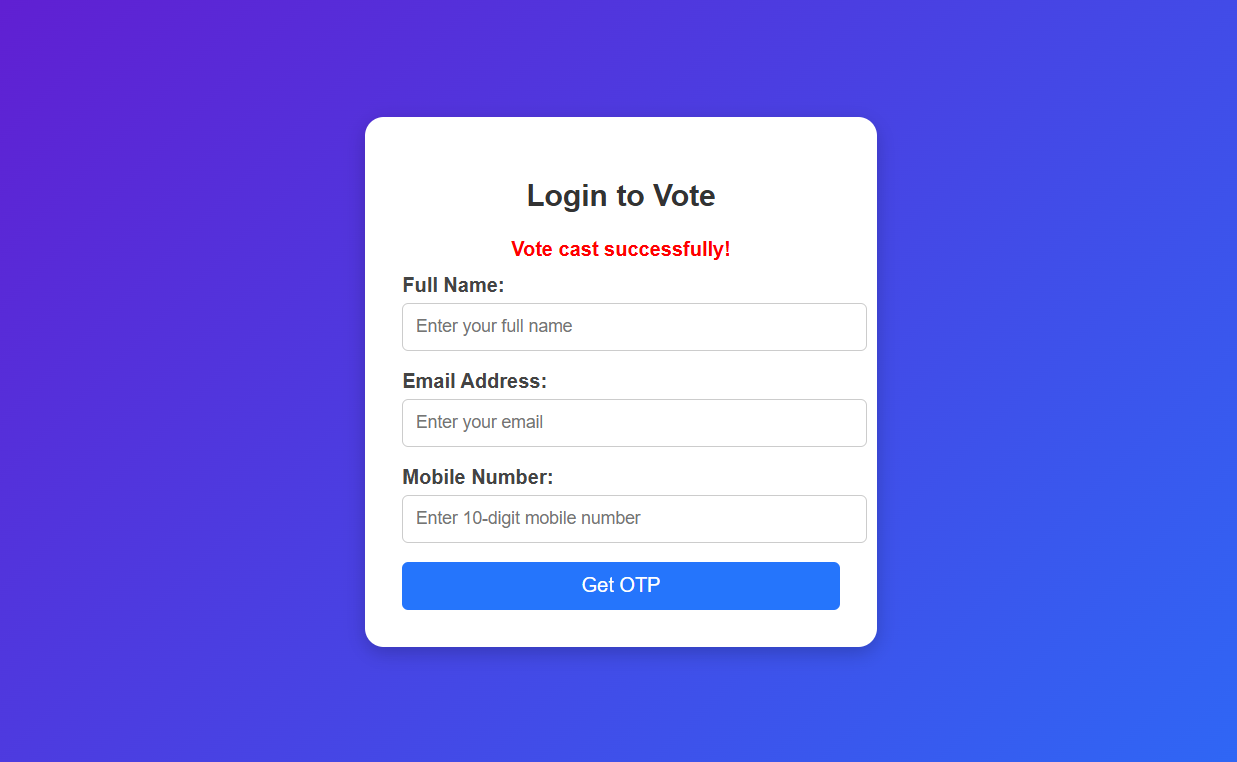 Login to Vote
Vote cast successfully!
Full Name:
Enter your full name
Email Address:
Enter your email
Mobile Number:
Enter 10-digit mobile number
Get OTP